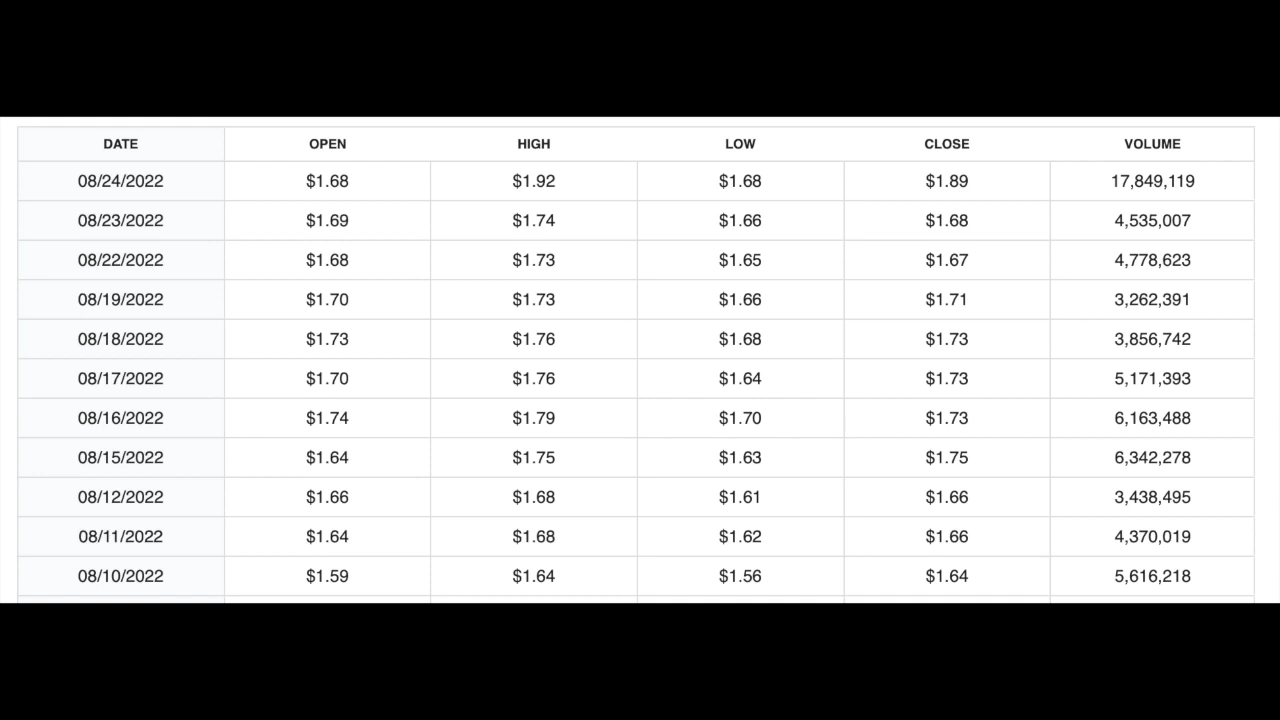 DATE OPEN HIGH LOW CLOSE VOLUME
08/24/2022 $1.68 $1.92 $1.68 $1.89 17,849,119
08/23/2022 $1.69 $1.74 $1.66 $1.68 4,535,007
08/22/2022 $1.68 $1.73 $1.65 $1.67 4,778,623
08/19/2022 $1.70 $1.73 $1.66 $1.71 3,262,391
08/18/2022 $1.73 $1.76 $1.68 $1.73 3,856,742
08/17/2022 $1.70 $1.76 $1.64 $1.73 5,171,393
08/16/2022 $1.74 $1.79 $1.70 $1.73 6,163,488
08/15/2022 $1.64 $1.75 $1.63 $1.75 6,342,278
08/12/2022 $1.66 $1.68 $1.61 $1.66 3,438,495
08/11/2022 $1.64 $1.68 $1.62 $1.66 4,370,019
08/10/2022 $1.59 $1.64 $1.56 $1.64 5,616,218